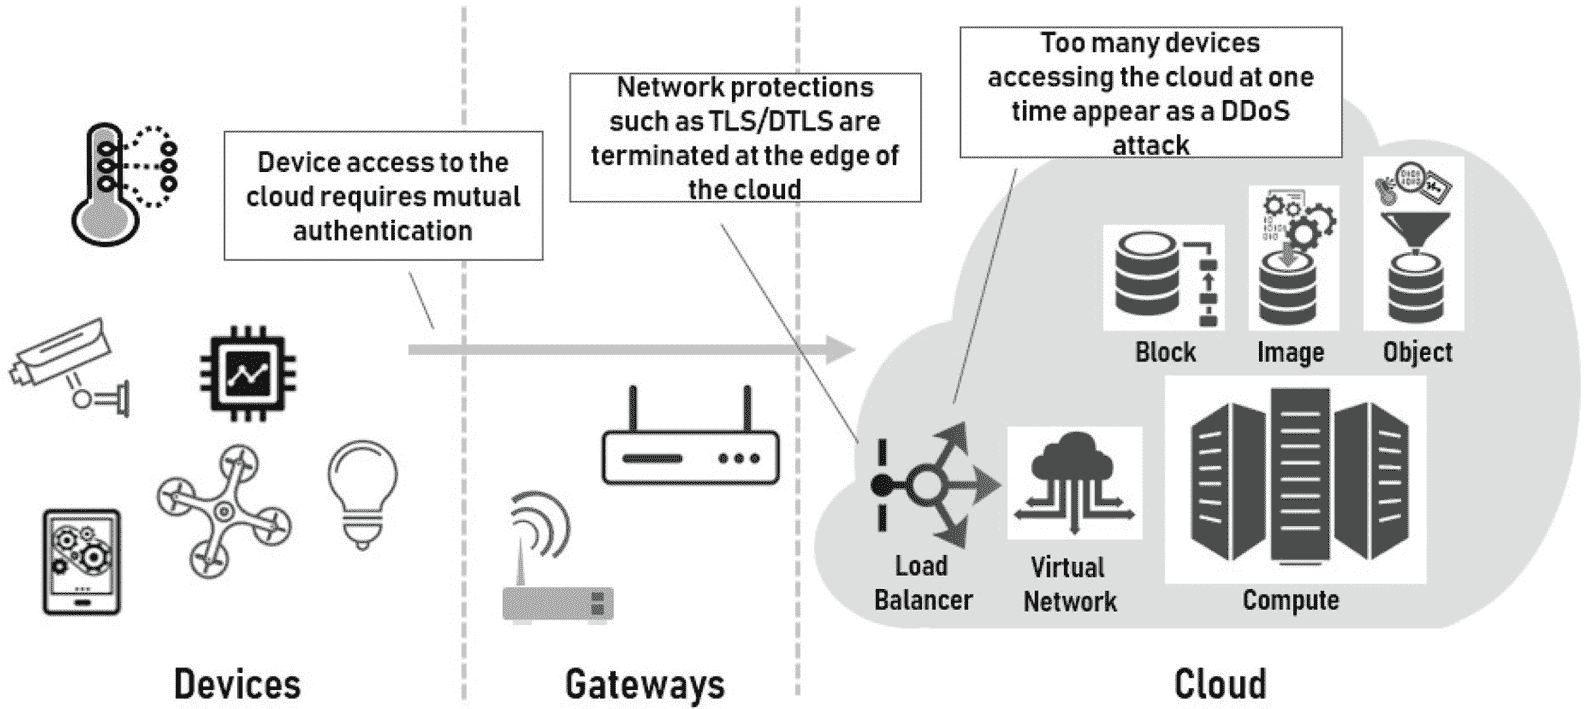 Device access to the
cloud requires mutual
authentication
Network protections
such as TLS/DTLS are
terminated at the edge of
the cloud
Too many devices
accessing the cloud at one
time appear as a DDoS
attack
Block
Image
Object
Load
Balancer
Virtual
Network
Compute
Devices
Gateways
Cloud